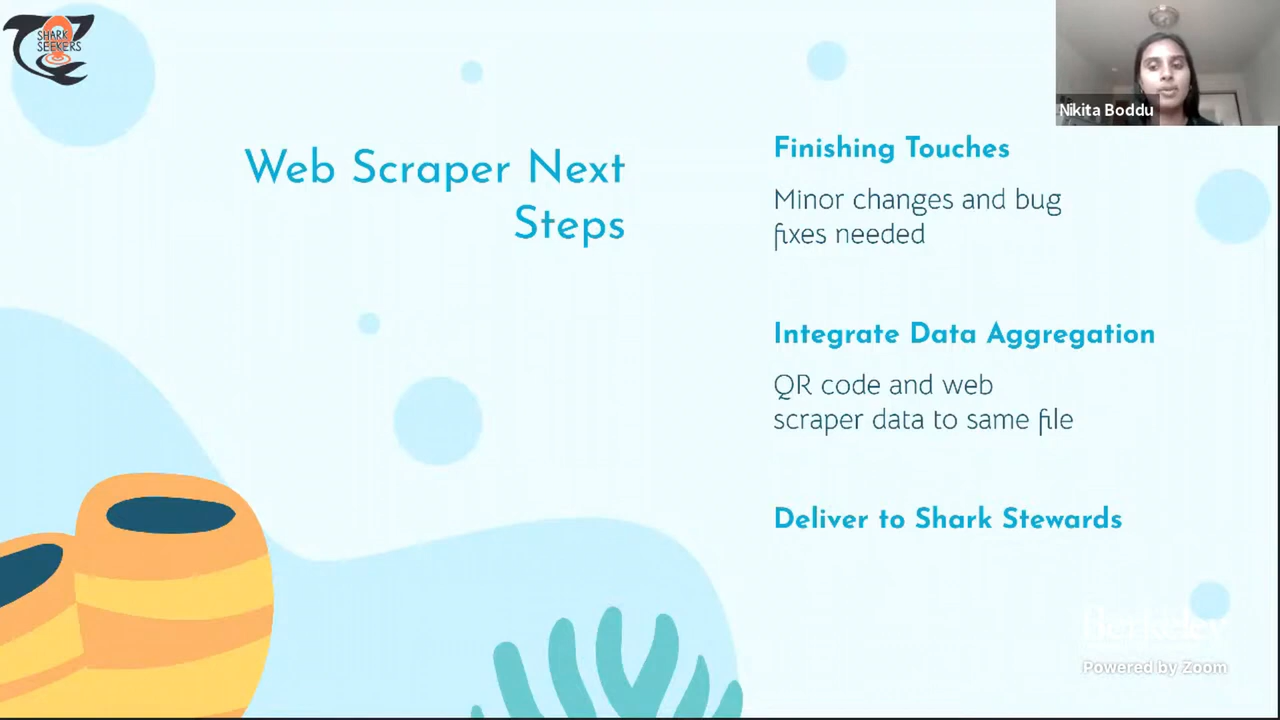 SHARK
SEEKERS
Nikita Boddu
Web Scraper Next
Steps
Finishing Touches
Minor changes and bug
fixes needed
Integrate Data Aggregation
QR code and web
scraper data to same file
Deliver to Shark Stewards
Berkeley
Powered by Zoom